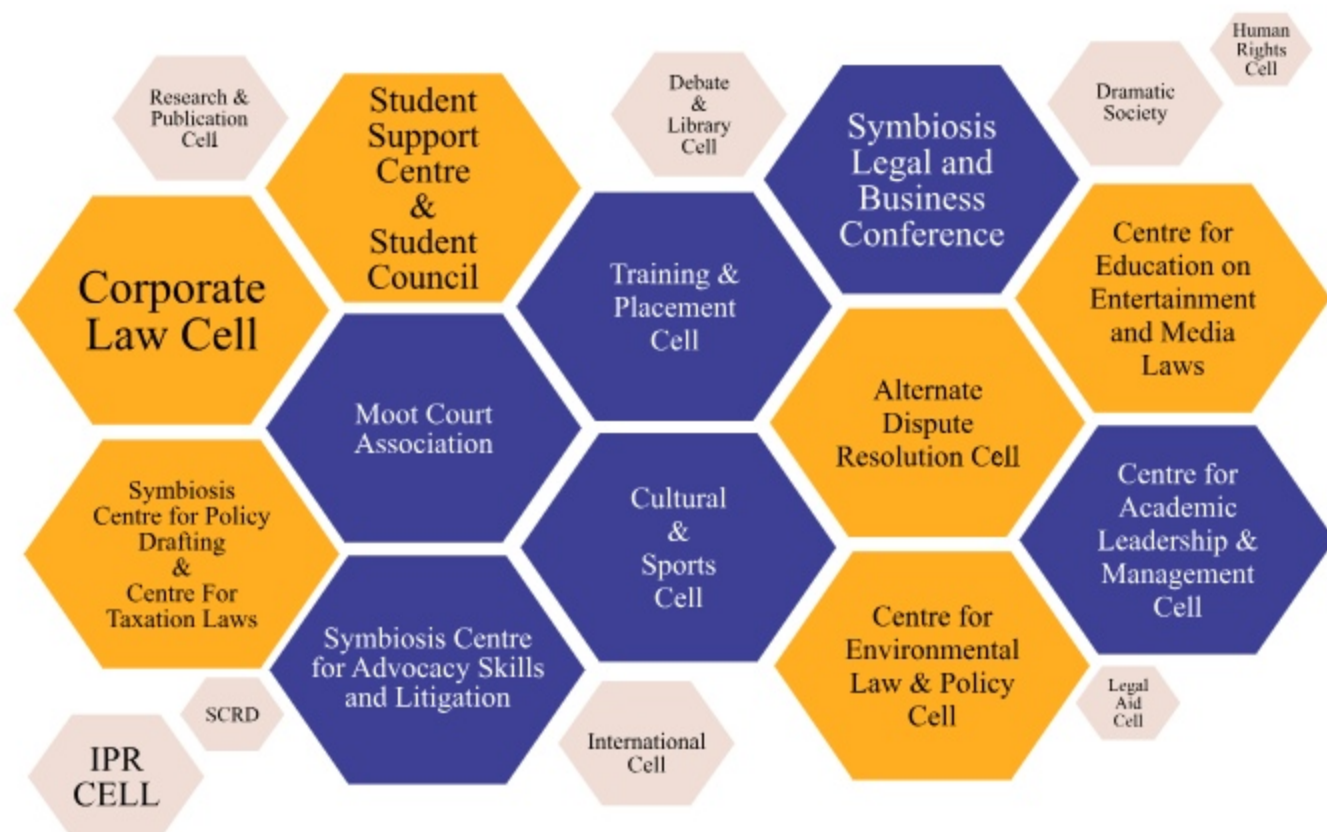 Research &
Publication
Cell
Student
Support
Centre
&
Student
Council
Debate
&
Library
Cell
Symbiosis
Legal and
Business
Conference
Dramatic
Society
Human
Rights
Cell
Corporate
Law Cell
Training &
Placement
Cell
Centre for
Education on
Entertainment
and Media
Laws
Moot Court
Association
Alternate
Dispute
Resolution Cell
Symbiosis
Centre for Policy
Drafting
&
Centre For
Taxation Laws
Cultural
&
Sports
Cell
Centre for
Academic
Leadership &
Management
Cell
Symbiosis Centre
for Advocacy Skills
and Litigation
Centre for
Environmental
Law & Policy
Cell
SCRD
IPR
CELL
International
Cell
Legal
Aid
Cell